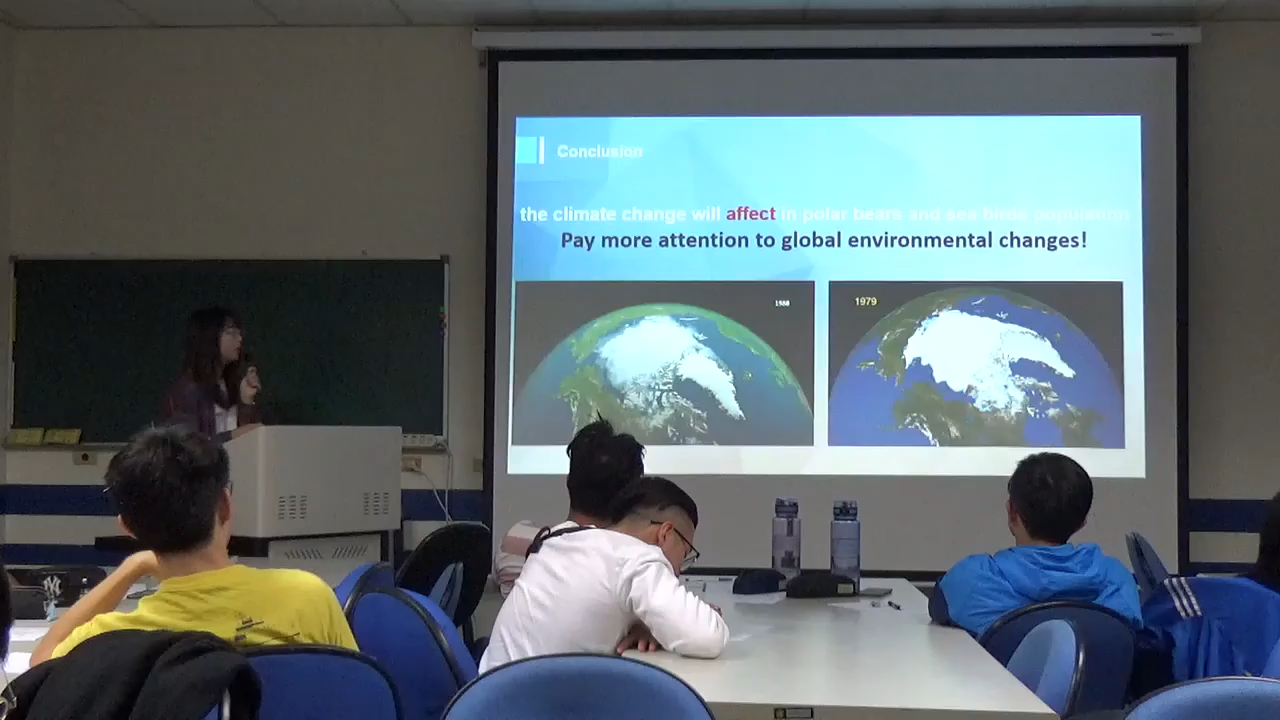 Conclusion
the climate change will affect in polar bears and sea birds population
Pay more attention to global environmental changes!
1979